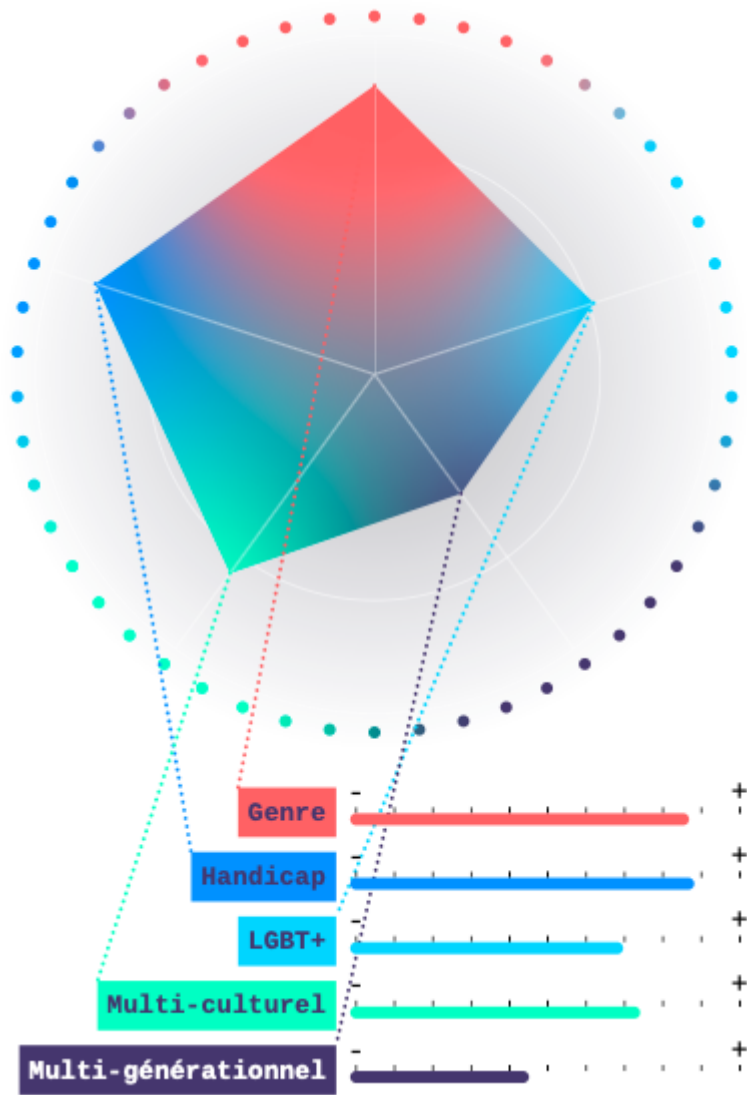 - +
Genre
- +
Handicap
- +
LGBT+
- +
Multi-culturel
- +
Multi-générationnel